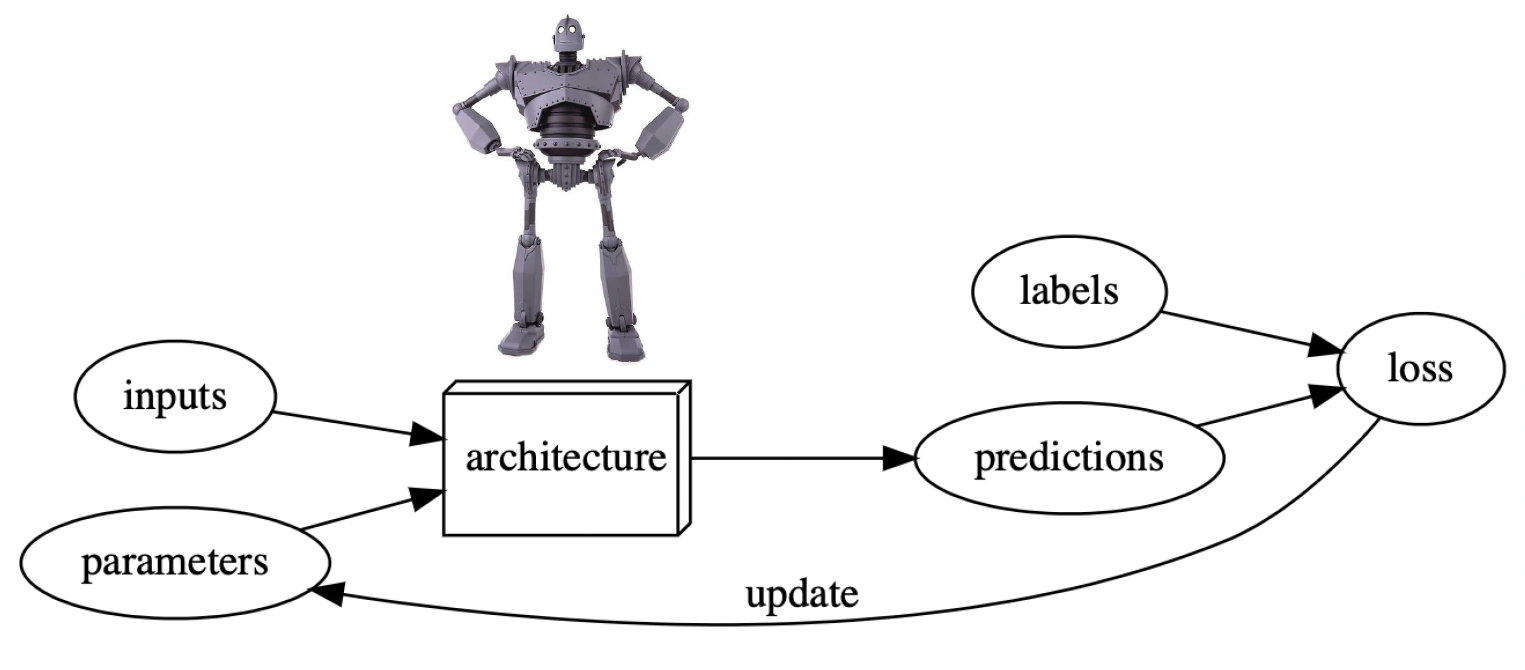 labels
inputs
loss
architecture
predictions
parameters
update